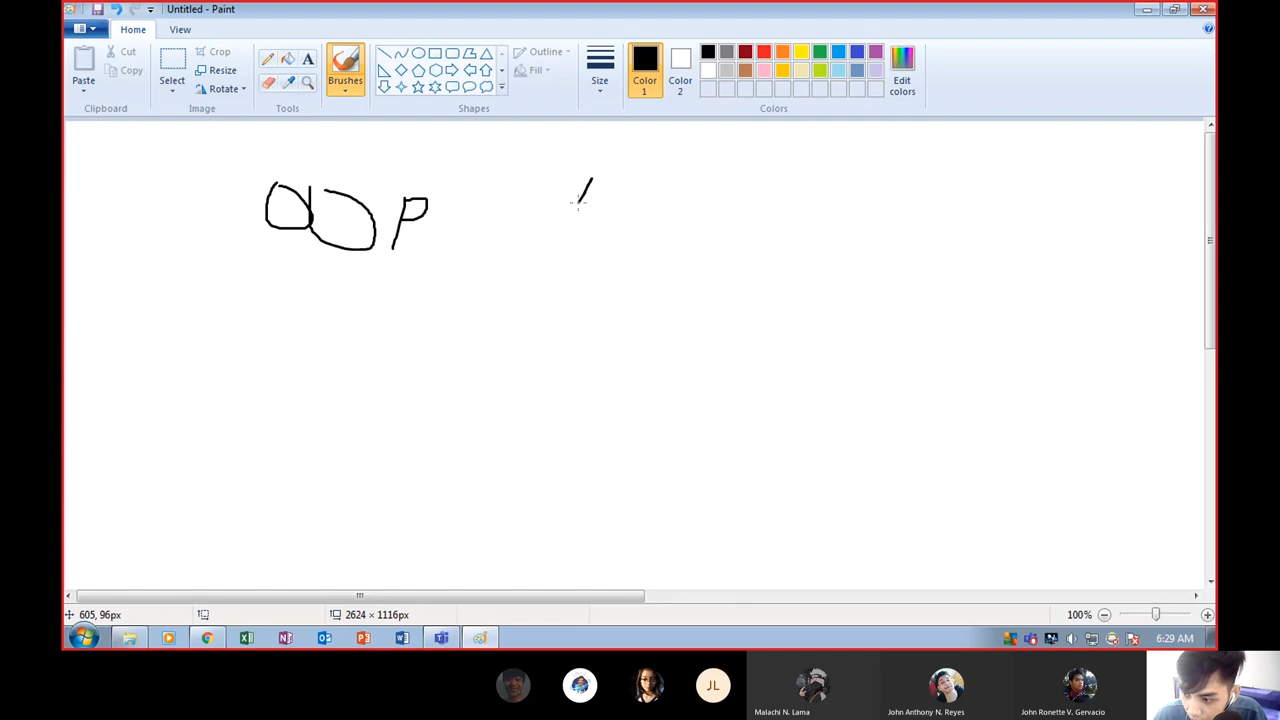 Untitled - Paint
Home View
Paste Cut Copy Select Crop Resize Rotate A Brushes Outline Fill Size Color 1 Color 2 Edit colors
Clipboard Image Tools Shapes Colors
P
605, 96px 2624 × 1116px 100%
6:29 AM
JL
Malachi N. Lama John Anthony N. Reyes John Ronette V. Gervacio